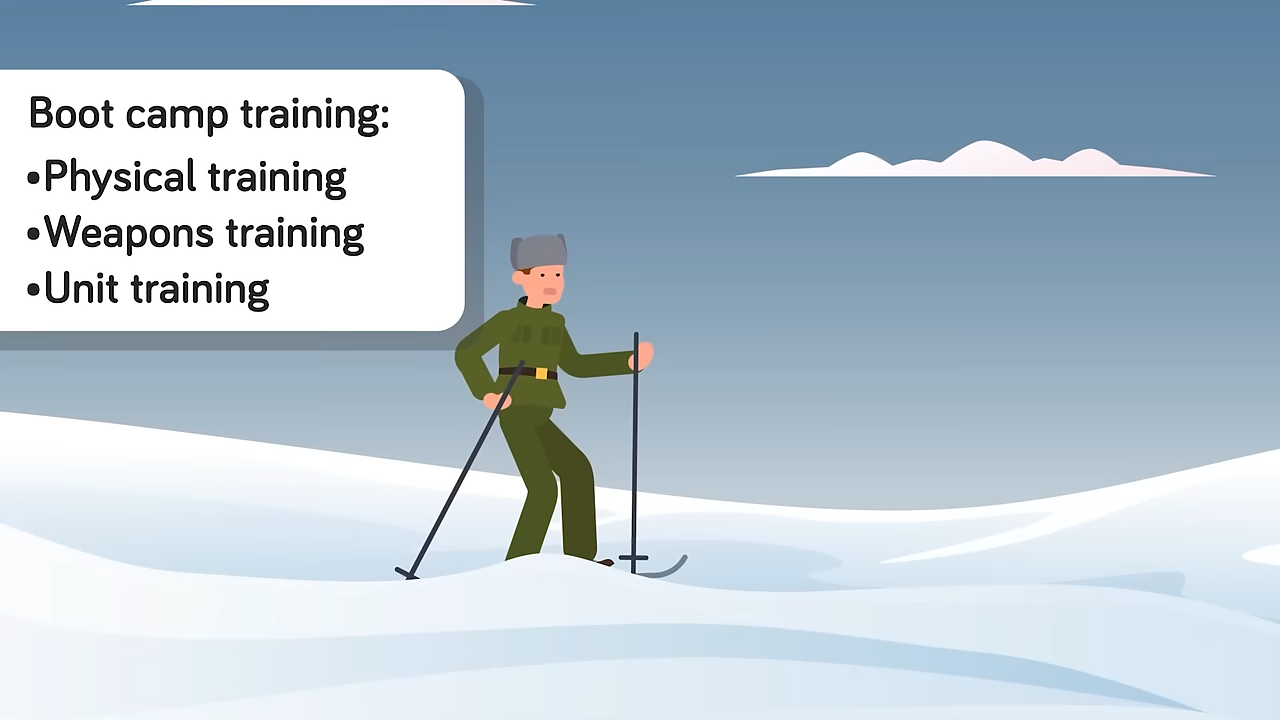 Boot camp training:
•Physical training
•Weapons training
•Unit training